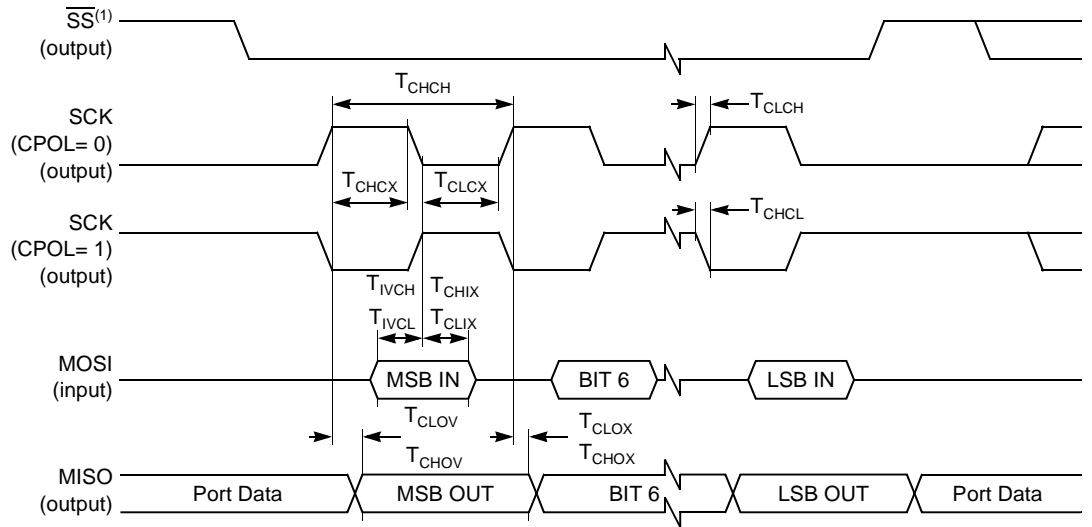 SS(1)
(output)
TCHCH
TCLCH
SCK
(CPOL= 0)
(output)
TCHCX
TCLCX
SCK
(CPOL= 1)
(output)
TCHCL
TIVCH
TCHIX
TIVCL
TCLIX
MOSI
(input)
MSB IN
BIT 6
LSB IN
TCLOV
TCLOX
TCHOV
TCHOX
MISO
(output)
Port Data
MSB OUT
BIT 6
LSB OUT
Port Data